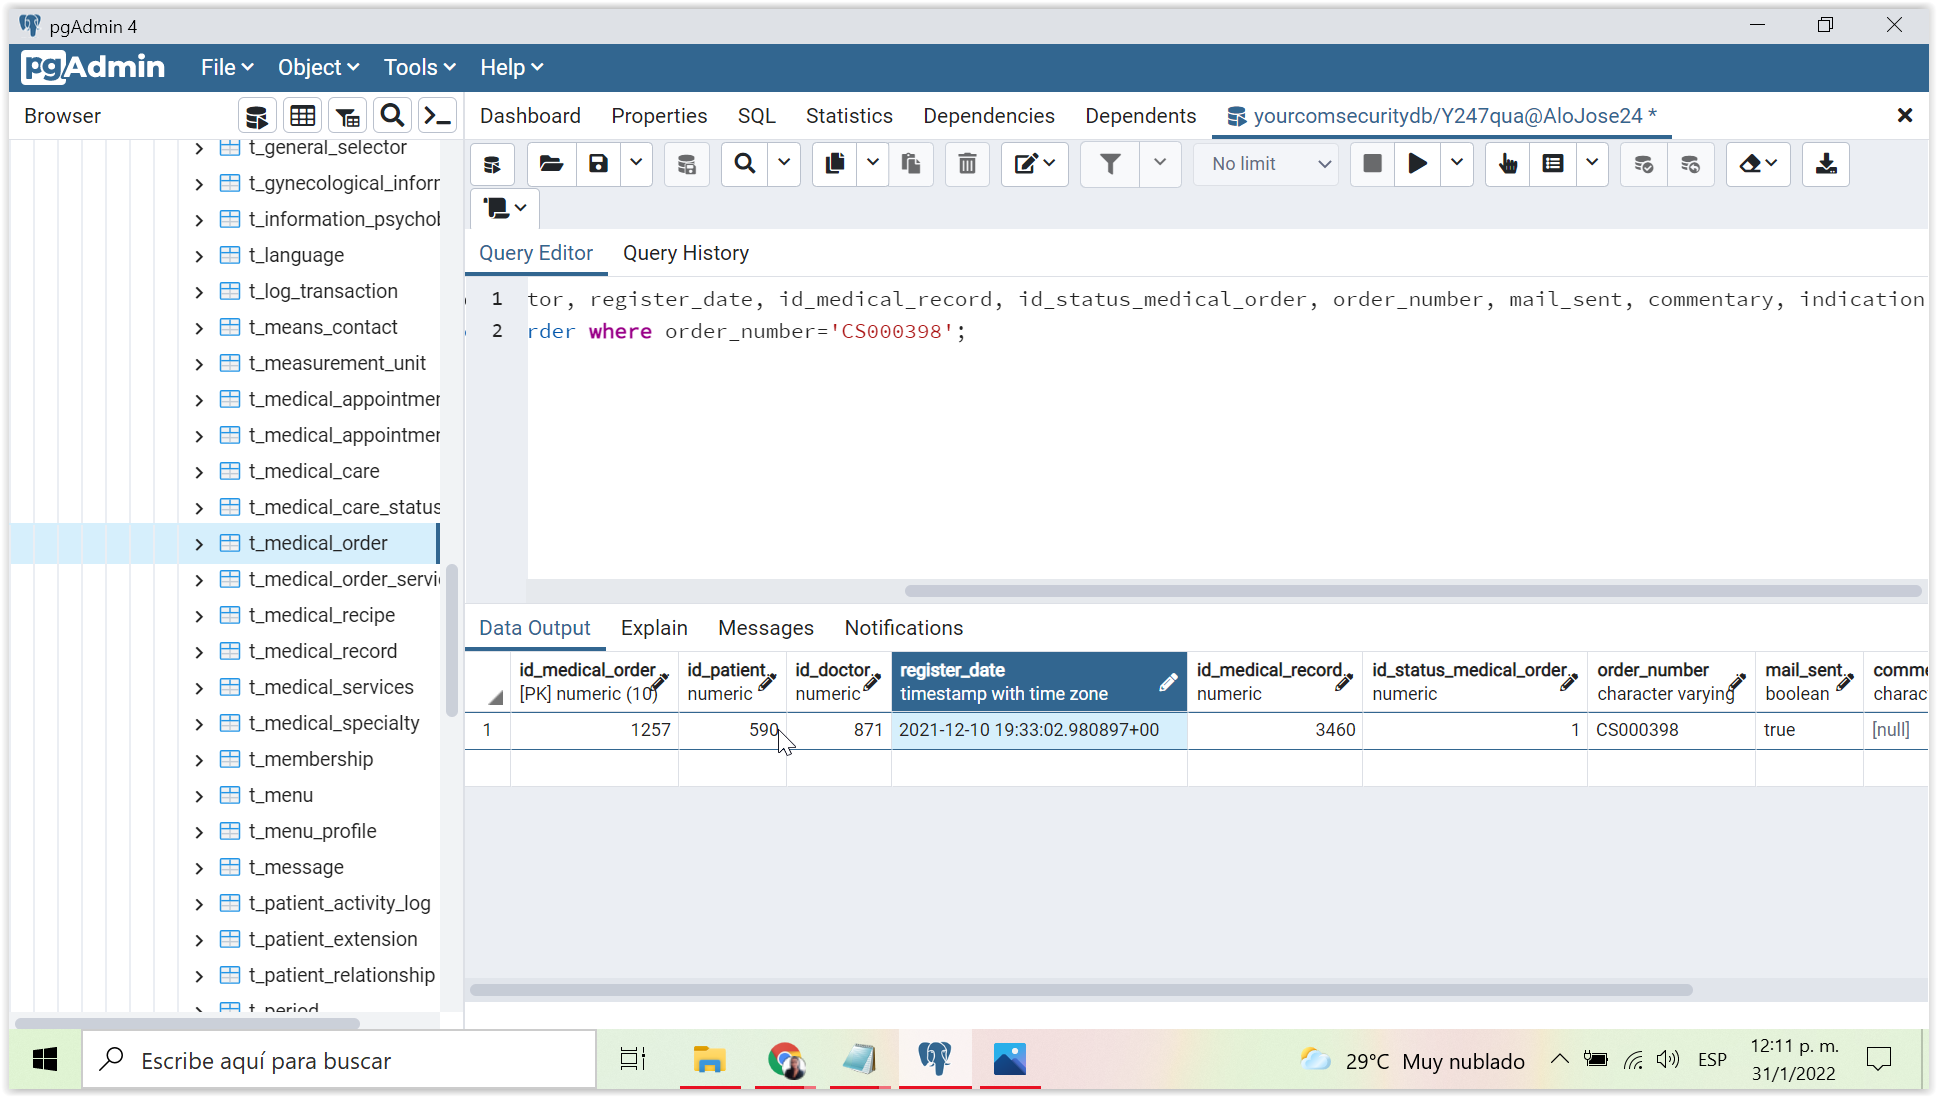 pgAdmin 4
pgAdmin File Object Tools Help
Browser
Dashboard Properties SQL Statistics Dependencies Dependents yourcomsecuritydb/Y247qua@AloJose24 *
No limit
t_general_selector
t_gynecological_inforr
t_information_psychol
t_language
t_log_transaction
t_means_contact
t_measurement_unit
t_medical_appointmer
t_medical_appointmer
t_medical_care
t_medical_care_status
t_medical_order
t_medical_order_servi
t_medical_recipe
t_medical_record
t_medical_services
t_medical_specialty
t_membership
t_menu
t_menu_profile
t_message
t_patient_activity_log
t_patient_extension
t_patient_relationship
t_period
Query Editor Query History
1 tor, register_date, id_medical_record, id_status_medical_order, order_number, mail_sent, commentary, indication
2 rder where order_number='CS000398';
Data Output Explain Messages Notifications
id_medical_order id_patient id_doctor register_date id_medical_record id_status_medical_order order_number mail_sent comme
[PK] numeric (10) numeric numeric timestamp with time zone numeric numeric character varying boolean charac
1 1257 590 871 2021-12-10 19:33:02.980897+00 3460 1 CS000398 true [null]
Escribe aquí para buscar
29°C Muy nublado
ESP
12:11 p. m.
31/1/2022